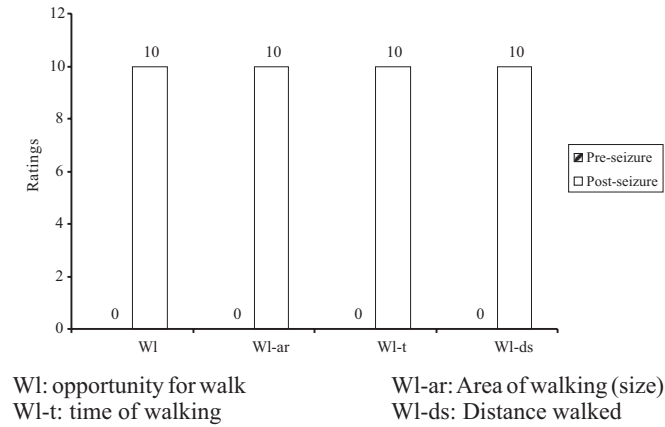 12
10
8
6
4
2
0
Ratings
10 10 10 10
0 0 0 0
Wl Wl-ar Wl-t Wl-ds
Pre-seizure
Post-seizure
Wl: opportunity for walk Wl-ar: Area of walking (size)
Wl-t: time of walking Wl-ds: Distance walked